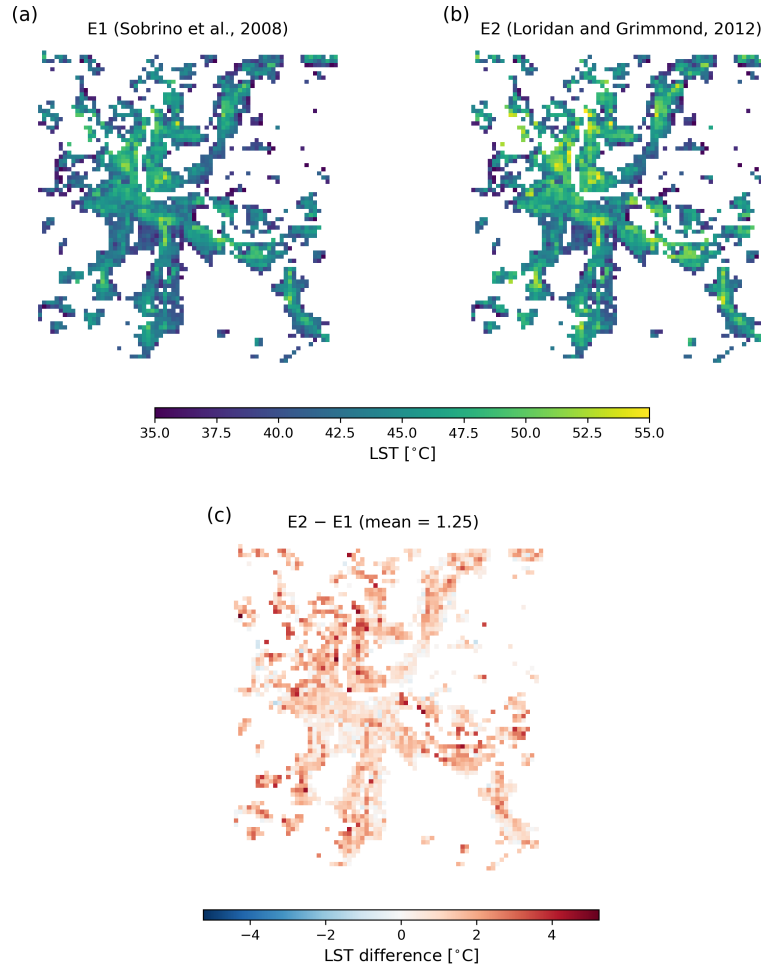 (a)
E1 (Sobrino et al., 2008)
(b)
E2 (Loridan and Grimmond, 2012)
35.0 37.5 40.0 42.5 45.0 47.5 50.0 52.5 55.0
LST [°C]
(c)
E2 − E1 (mean = 1.25)
−4 −2 0 2 4
LST difference [°C]